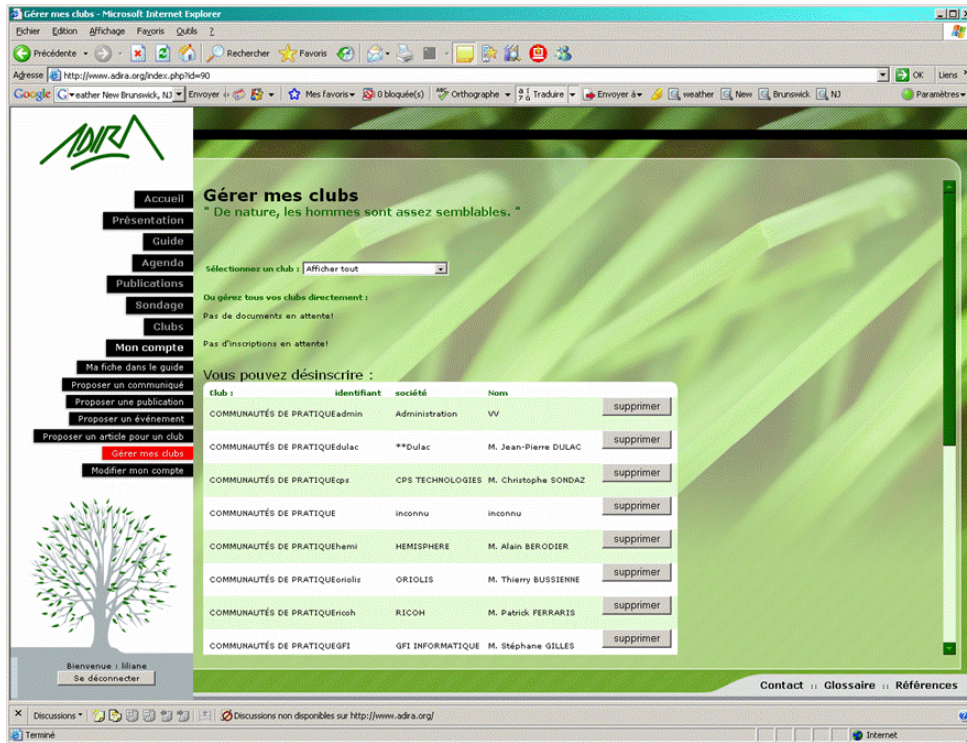 Gérer mes clubs - Microsoft Internet Explorer
Fichier Edition Affichage Favoris Outils ?
Précédente Rechercher Favoris
Adresse http://www.adira.org/index.php?id=90 OK Liens
Google eather New Brunswick, NJ Envoyer Mes favoris 0 bloquée(s) Orthographe Traduire Envoyer à weather New Brunswick NJ Paramètres
ADIRA
Accueil
Présentation
Guide
Agenda
Publications
Sondage
Clubs
Mon compte
Ma fiche dans le guide
Proposer un communiqué
Proposer une publication
Proposer un événement
Proposer un article pour un club
Gérer mes clubs
Modifier mon compte
Bienvenue : liliane
Se déconnecter
Gérer mes clubs
" De nature, les hommes sont assez semblables. "
Sélectionnez un club : Afficher tout
Ou gérez tous vos clubs directement :
Pas de documents en attente!
Pas d'inscriptions en attente!
Vous pouvez désinscrire :
Club : identifiant société Nom
COMMUNAUTÉS DE PRATIQUEadmin Administration VV supprimer
COMMUNAUTÉS DE PRATIQUEdulac **Dulac M. Jean-Pierre DULAC supprimer
COMMUNAUTÉS DE PRATIQUEcps CPS TECHNOLOGIES M. Christophe SONDAZ supprimer
COMMUNAUTÉS DE PRATIQUE inconnu inconnu supprimer
COMMUNAUTÉS DE PRATIQUEhemi HEMISPHERE M. Alain BERODIER supprimer
COMMUNAUTÉS DE PRATIQUEoriolis ORIOLIS M. Thierry BUSSIENNE supprimer
COMMUNAUTÉS DE PRATIQUEricoh RICOH M. Patrick FERRARIS supprimer
COMMUNAUTÉS DE PRATIQUEGFI GFI INFORMATIQUE M. Stéphane GILLES supprimer
Contact :: Glossaire :: Références
Discussions Discussions non disponibles sur http://www.adira.org/
Terminé Internet